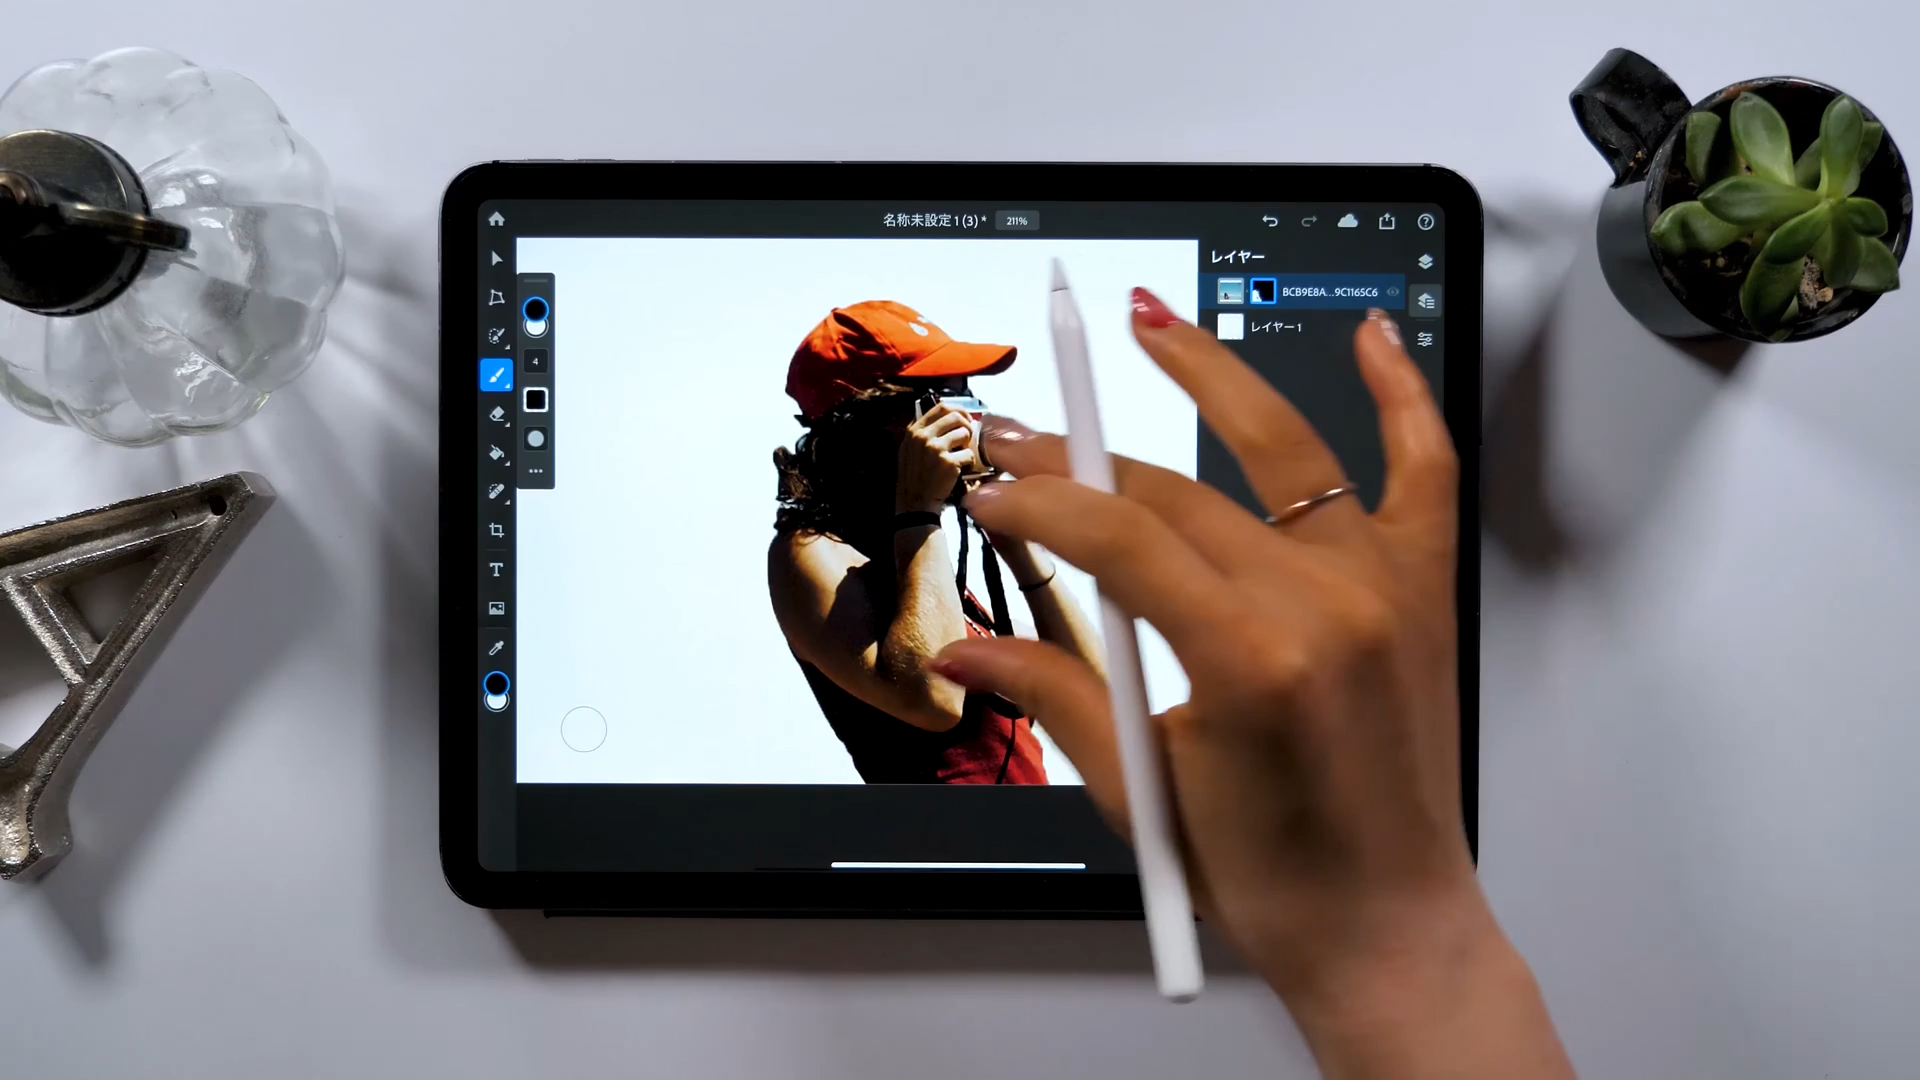 名称未設定 1 (3) * 211%
レイヤー
BCB9E8A...9C1165C6
レイヤー 1
4
T